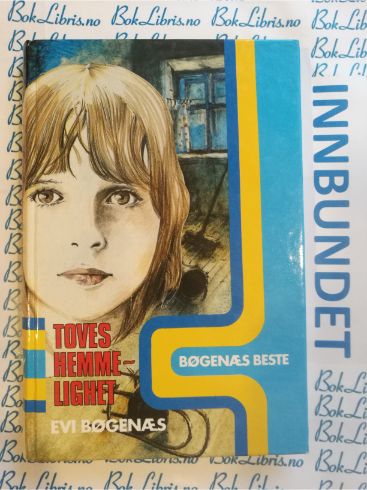 BokLibris.no
INNBUNDET
TOVES
HEMME-
LIGHET
EVI BØGENÆS
BØGENÆS BESTE